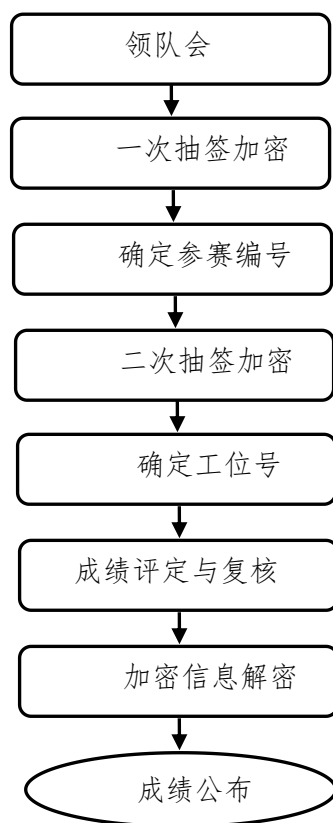 领队会
一次抽签加密
确定参赛编号
二次抽签加密
确定工位号
成绩评定与复核
加密信息解密
成绩公布